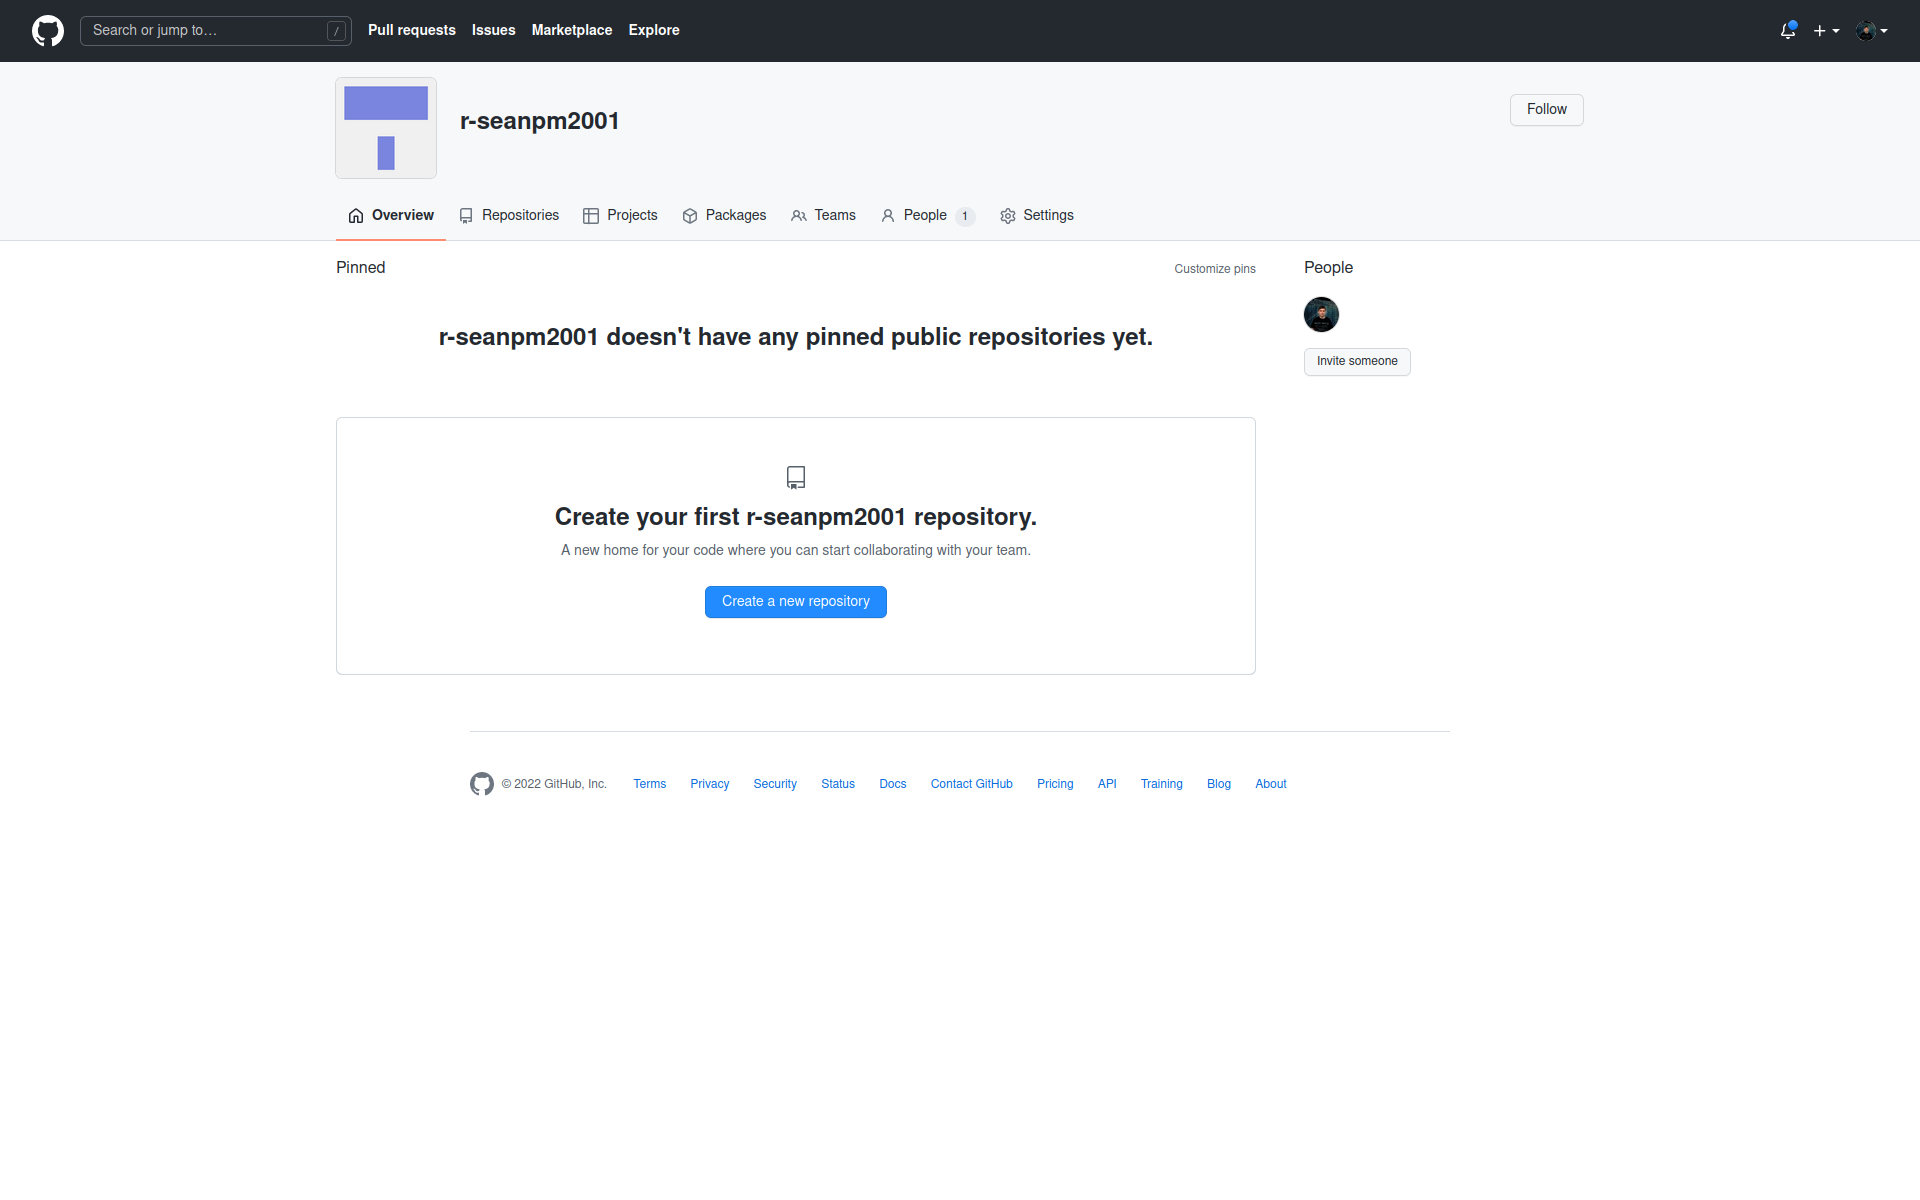 Search or jump to… /
Pull requests Issues Marketplace Explore
r-seanpm2001
Follow
Overview Repositories Projects Packages Teams People 1 Settings
Pinned
Customize pins
r-seanpm2001 doesn't have any pinned public repositories yet.
People
Invite someone
Create your first r-seanpm2001 repository.
A new home for your code where you can start collaborating with your team.
Create a new repository
© 2022 GitHub, Inc. Terms Privacy Security Status Docs Contact GitHub Pricing API Training Blog About